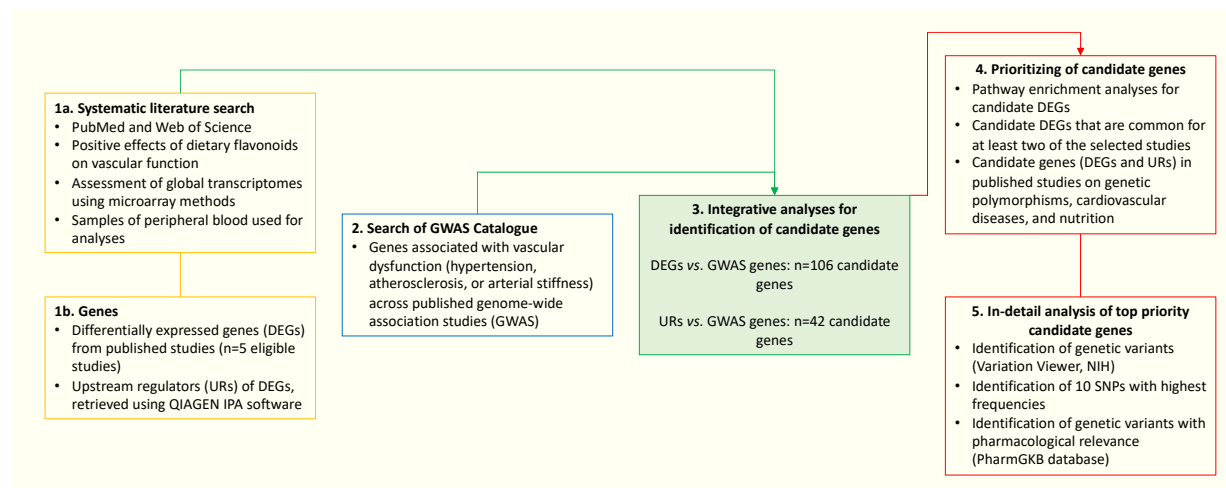 1a. Systematic literature search
• PubMed and Web of Science
• Positive effects of dietary flavonoids
on vascular function
• Assessment of global transcriptomes
using microarray methods
• Samples of peripheral blood used for
analyses
1b. Genes
• Differentially expressed genes (DEGs)
from published studies (n=5 eligible
studies)
• Upstream regulators (URs) of DEGs,
retrieved using QIAGEN IPA software
2. Search of GWAS Catalogue
• Genes associated with vascular
dysfunction (hypertension,
atherosclerosis, or arterial stiffness)
across published genome-wide
association studies (GWAS)
3. Integrative analyses for
identification of candidate genes
DEGs vs. GWAS genes: n=106 candidate
genes
URs vs. GWAS genes: n=42 candidate
genes
4. Prioritizing of candidate genes
• Pathway enrichment analyses for
candidate DEGs
• Candidate DEGs that are common for
at least two of the selected studies
• Candidate genes (DEGs and URs) in
published studies on genetic
polymorphisms, cardiovascular
diseases, and nutrition
5. In-detail analysis of top priority
candidate genes
• Identification of genetic variants
(Variation Viewer, NIH)
• Identification of 10 SNPs with highest
frequencies
• Identification of genetic variants with
pharmacological relevance
(PharmGKB database)